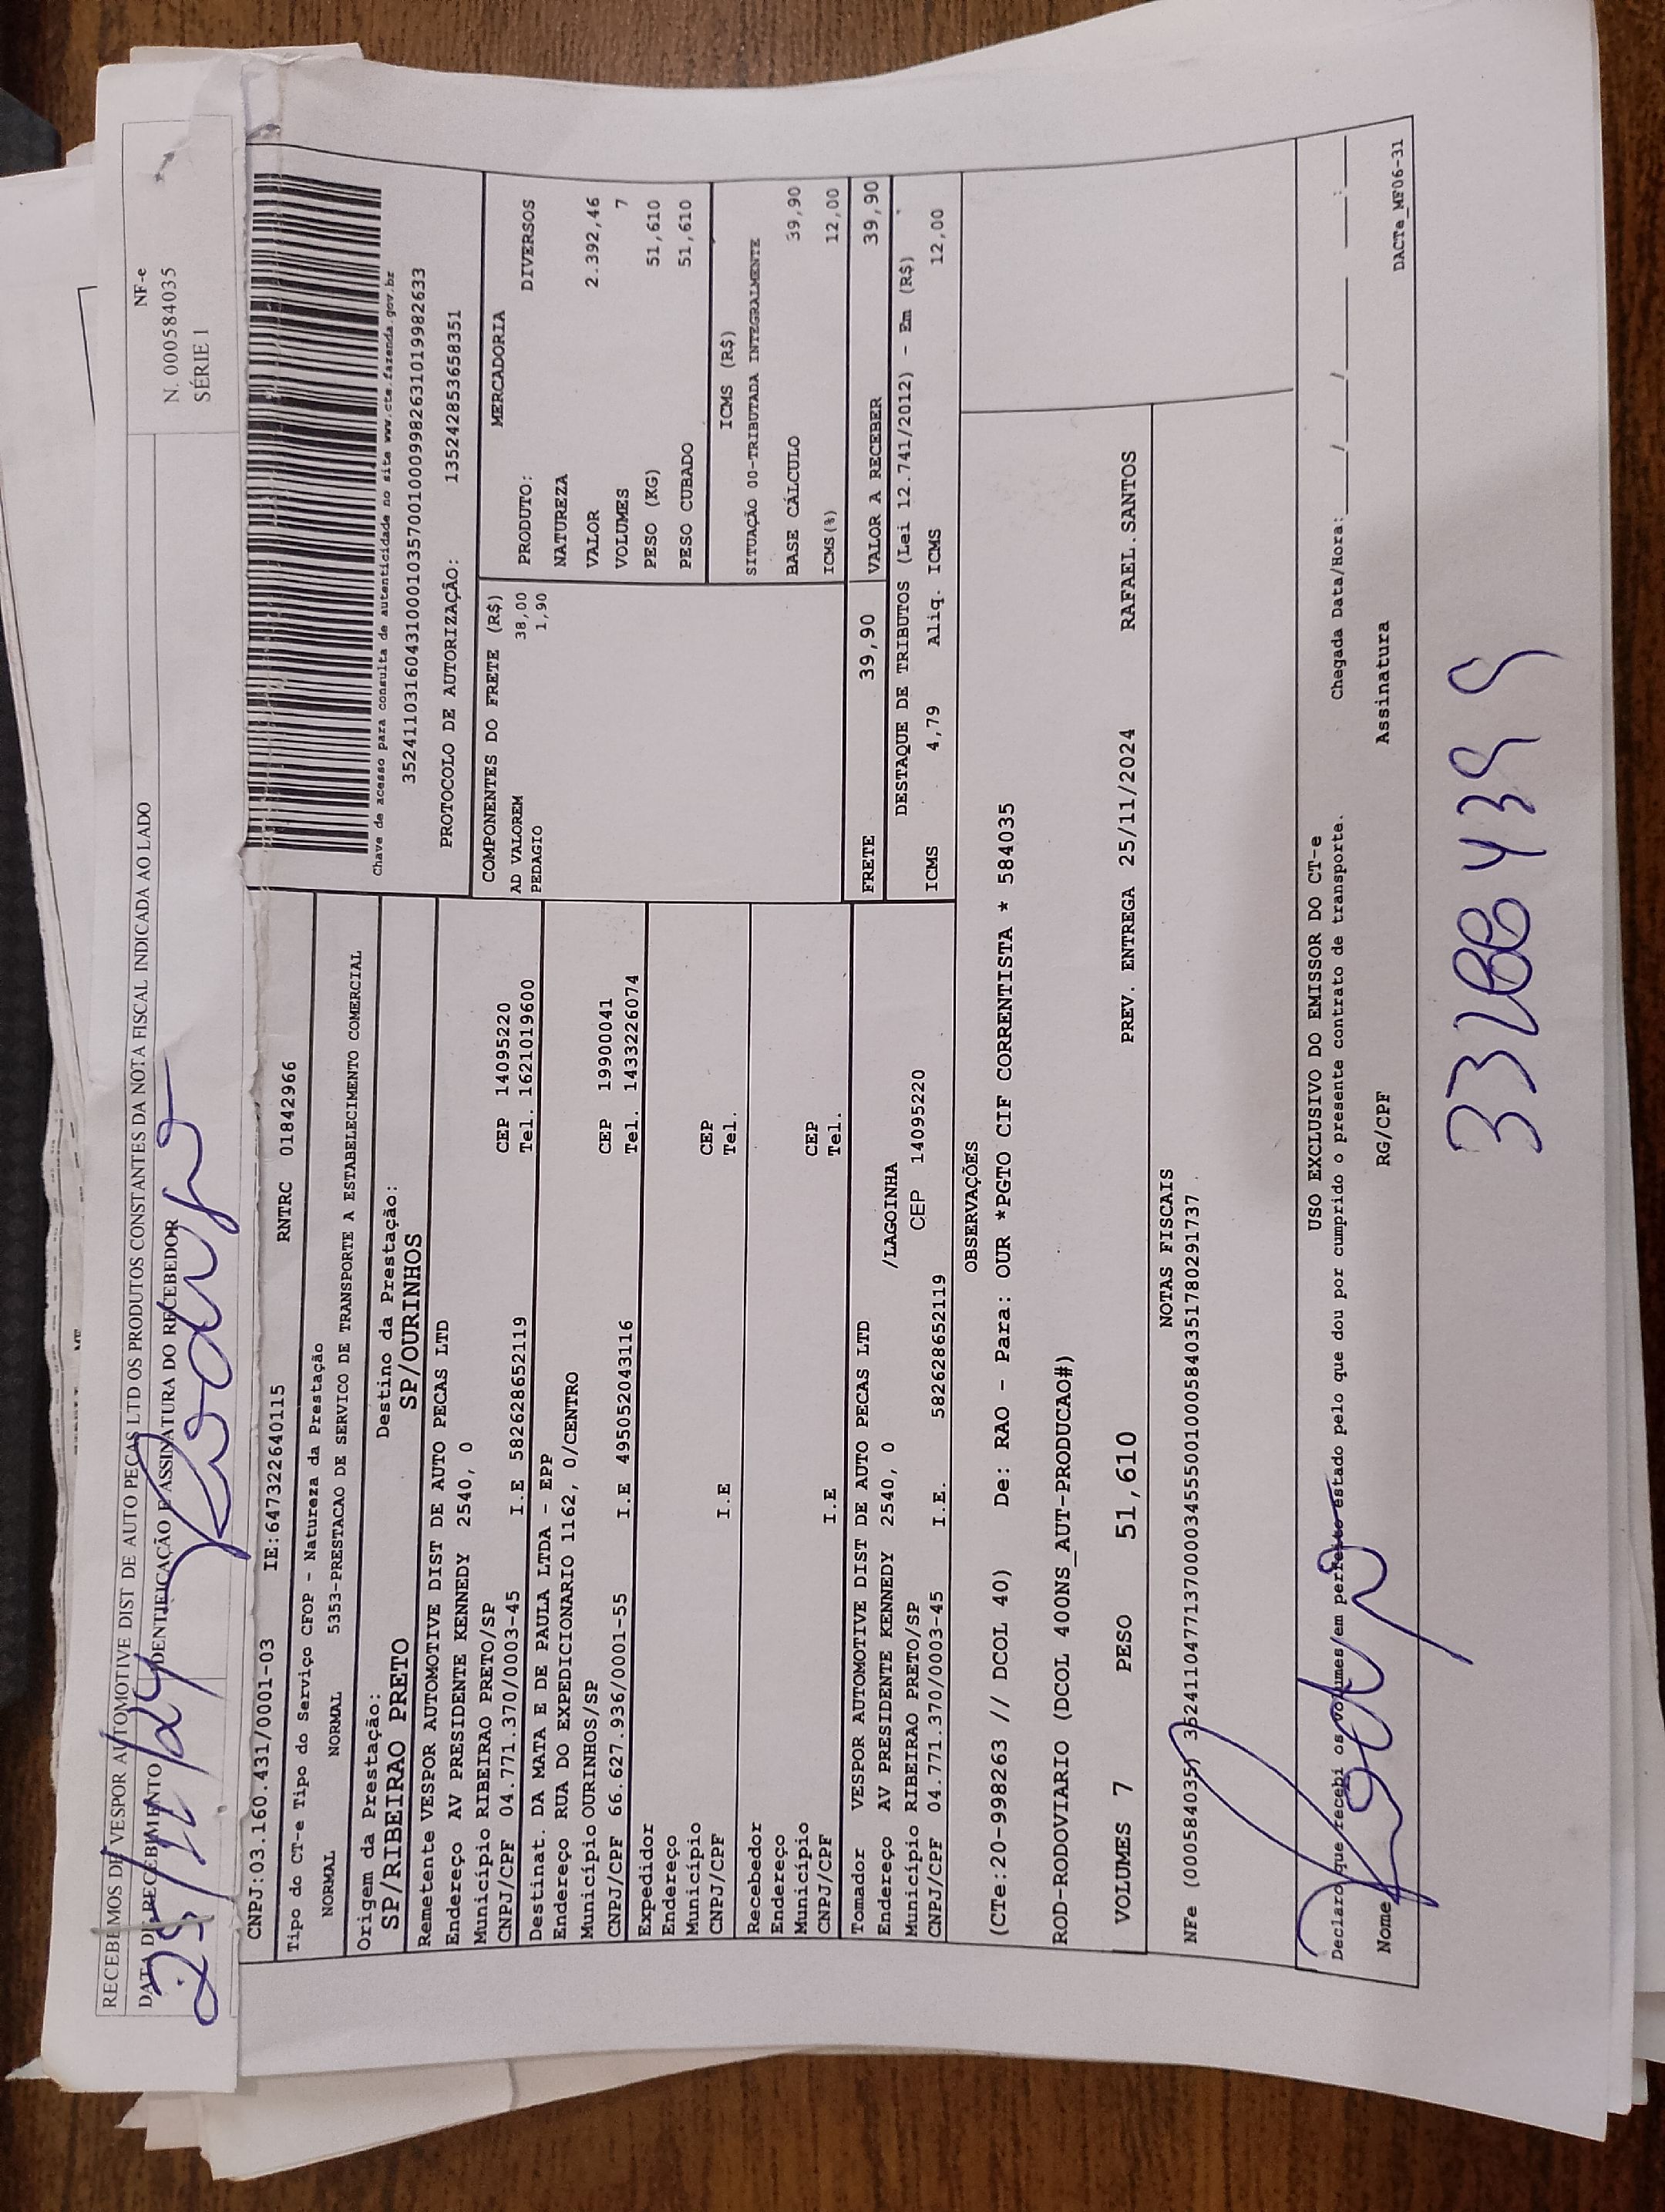 RECEBEMOS DE VESPOR AUTOMOTIVE DIST DE AUTO PEÇAS LTD OS PRODUTOS CONSTANTES DA NOTA FISCAL INDICADA AO LADO
NF-e
N. 000584035
SÉRIE 1
DATA DE RECEBIMENTO
IDENTIFICAÇÃO E ASSINATURA DO RECEBEDOR
25/11/24
CNPJ:03.160.431/0001-03 IE:647322640115 RNTRC 01842966
Tipo do CT-e Tipo do Serviço CFOP - Natureza da Prestação
NORMAL NORMAL 5353-PRESTACAO DE SERVICO DE TRANSPORTE A ESTABELECIMENTO COMERCIAL
Origem da Prestação: Destino da Prestação:
SP/RIBEIRAO PRETO SP/OURINHOS
Chave de acesso para consulta de autenticidade no site www.cte.fazenda.gov.br
35241103160431000103570010009982631019982633
PROTOCOLO DE AUTORIZAÇÃO: 135242853658351
Remetente VESPOR AUTOMOTIVE DIST DE AUTO PECAS LTD
Endereço AV PRESIDENTE KENNEDY 2540, 0
Município RIBEIRAO PRETO/SP CEP 14095220
CNPJ/CPF 04.771.370/0003-45 I.E 582628652119 Tel. 1621019600
Destinat. DA MATA E DE PAULA LTDA - EPP
Endereço RUA DO EXPEDICIONARIO 1162, 0/CENTRO
Município OURINHOS/SP CEP 19900041
CNPJ/CPF 66.627.936/0001-55 I.E 495052043116 Tel. 1433226074
Expedidor
Endereço
Município CEP
CNPJ/CPF I.E Tel.
Recebedor
Endereço
Município CEP
CNPJ/CPF I.E Tel.
Tomador VESPOR AUTOMOTIVE DIST DE AUTO PECAS LTD
Endereço AV PRESIDENTE KENNEDY 2540, 0 /LAGOINHA
Município RIBEIRAO PRETO/SP CEP 14095220
CNPJ/CPF 04.771.370/0003-45 I.E. 582628652119
COMPONENTES DO FRETE (R$)
AD VALOREM 38,00
PEDAGIO 1,90
MERCADORIA
PRODUTO: DIVERSOS
NATUREZA
VALOR 2.392,46
VOLUMES 7
PESO (KG) 51,610
PESO CUBADO 51,610
ICMS (R$)
SITUAÇÃO 00-TRIBUTADA INTEGRALMENTE
BASE CÁLCULO 39,90
ICMS(%) 12,00
FRETE 39,90 VALOR A RECEBER 39,90
DESTAQUE DE TRIBUTOS (Lei 12.741/2012) - Em (R$)
ICMS 4,79 Aliq. ICMS 12,00
OBSERVAÇÕES
(CTe:20-998263 // DCOL 40) De: RAO - Para: OUR *PGTO CIF CORRENTISTA * 584035
ROD-RODOVIARIO (DCOL 400NS_AUT-PRODUCAO#)
VOLUMES 7 PESO 51,610 PREV. ENTREGA 25/11/2024 RAFAEL.SANTOS
NOTAS FISCAIS
NFe (000584035) 35241104771370000345550010005840351780291737
USO EXCLUSIVO DO EMISSOR DO CT-e
Declaro que recebi os volumes em perfeito estado pelo que dou por cumprido o presente contrato de transporte. Chegada Data/Hora: / / :
Nome RG/CPF Assinatura
DACTe_MF06-31